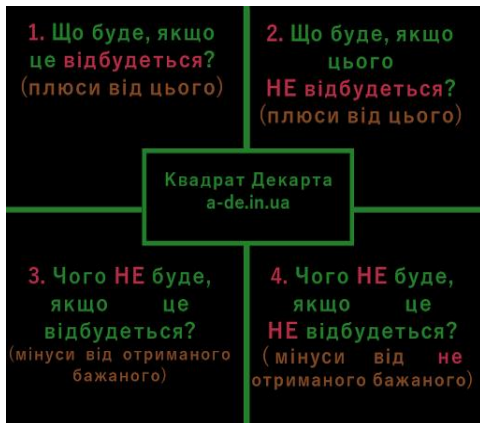 1. Що буде, якщо
це відбудеться?
(плюси від цього)
2. Що буде, якщо
цього
НЕ відбудеться?
(плюси від цього)
Квадрат Декарта
a-de.in.ua
3. Чого НЕ буде,
якщо це
відбудеться?
(мінуси від отриманого
бажаного)
4. Чого НЕ буде,
якщо це
НЕ відбудеться?
( мінуси від не
отриманого бажаного)